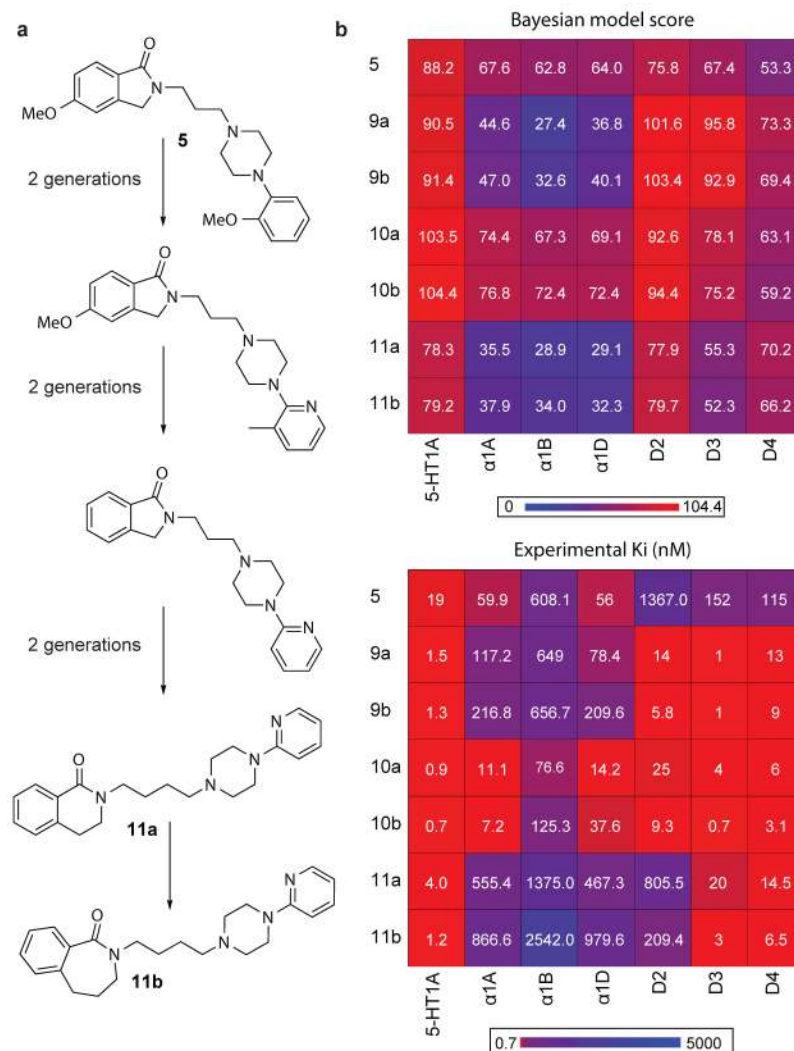 a
O
N
MeO
5
N
N
MeO
2 generations
O
N
MeO
N
N
N
2 generations
O
N
N
N
N
2 generations
O
N
N
N
N
11a
O
N
N
N
N
11b
b
Bayesian model score
5 88.2 67.6 62.8 64.0 75.8 67.4 53.3
9a 90.5 44.6 27.4 36.8 101.6 95.8 73.3
9b 91.4 47.0 32.6 40.1 103.4 92.9 69.4
10a 103.5 74.4 67.3 69.1 92.6 78.1 63.1
10b 104.4 76.8 72.4 72.4 94.4 75.2 59.2
11a 78.3 35.5 28.9 29.1 77.9 55.3 70.2
11b 79.2 37.9 34.0 32.3 79.7 52.3 66.2
5-HT1A α1A α1B α1D D2 D3 D4
0 104.4
Experimental Ki (nM)
5 19 59.9 608.1 56 1367.0 152 115
9a 1.5 117.2 649 78.4 14 1 13
9b 1.3 216.8 656.7 209.6 5.8 1 9
10a 0.9 11.1 76.6 14.2 25 4 6
10b 0.7 7.2 125.3 37.6 9.3 0.7 3.1
11a 4.0 555.4 1375.0 467.3 805.5 20 14.5
11b 1.2 866.6 2542.0 979.6 209.4 3 6.5
5-HT1A α1A α1B α1D D2 D3 D4
0.7 5000